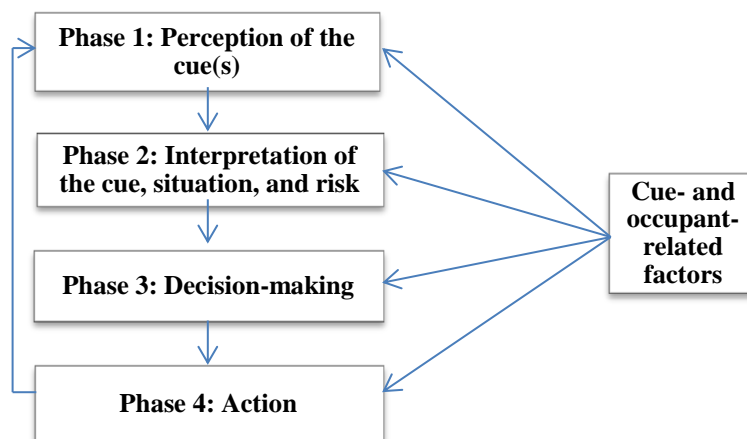 Phase 1: Perception of the
cue(s)
Phase 2: Interpretation of
the cue, situation, and risk
Cue- and
occupant-
related
factors
Phase 3: Decision-making
Phase 4: Action